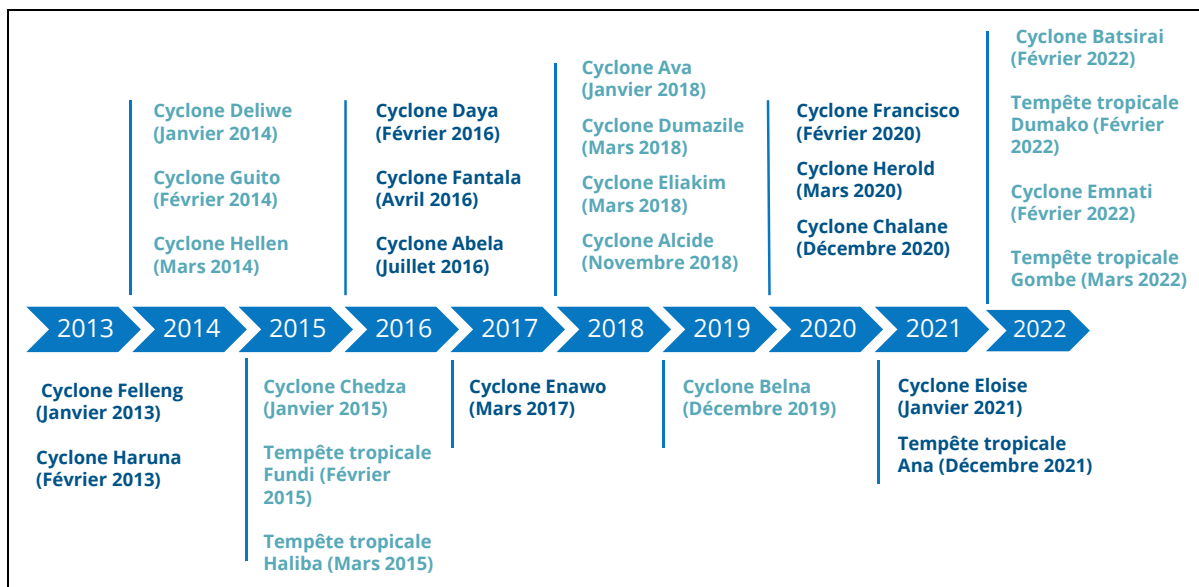 Cyclone Deliwe
(Janvier 2014)
Cyclone Guito
(Février 2014)
Cyclone Hellen
(Mars 2014)
Cyclone Daya
(Février 2016)
Cyclone Fantala
(Avril 2016)
Cyclone Abela
(Juillet 2016)
Cyclone Ava
(Janvier 2018)
Cyclone Dumazile
(Mars 2018)
Cyclone Eliakim
(Mars 2018)
Cyclone Alcide
(Novembre 2018)
Cyclone Francisco
(Février 2020)
Cyclone Herold
(Mars 2020)
Cyclone Chalane
(Décembre 2020)
Cyclone Batsirai
(Février 2022)
Tempête tropicale
Dumako (Février
2022)
Cyclone Emnati
(Février 2022)
Tempête tropicale
Gombe (Mars 2022)
2013 2014 2015 2016 2017 2018 2019 2020 2021 2022
Cyclone Felleng
(Janvier 2013)
Cyclone Haruna
(Février 2013)
Cyclone Chedza
(Janvier 2015)
Tempête tropicale
Fundi (Février
2015)
Tempête tropicale
Haliba (Mars 2015)
Cyclone Enawo
(Mars 2017)
Cyclone Belna
(Décembre 2019)
Cyclone Eloise
(Janvier 2021)
Tempête tropicale
Ana (Décembre 2021)